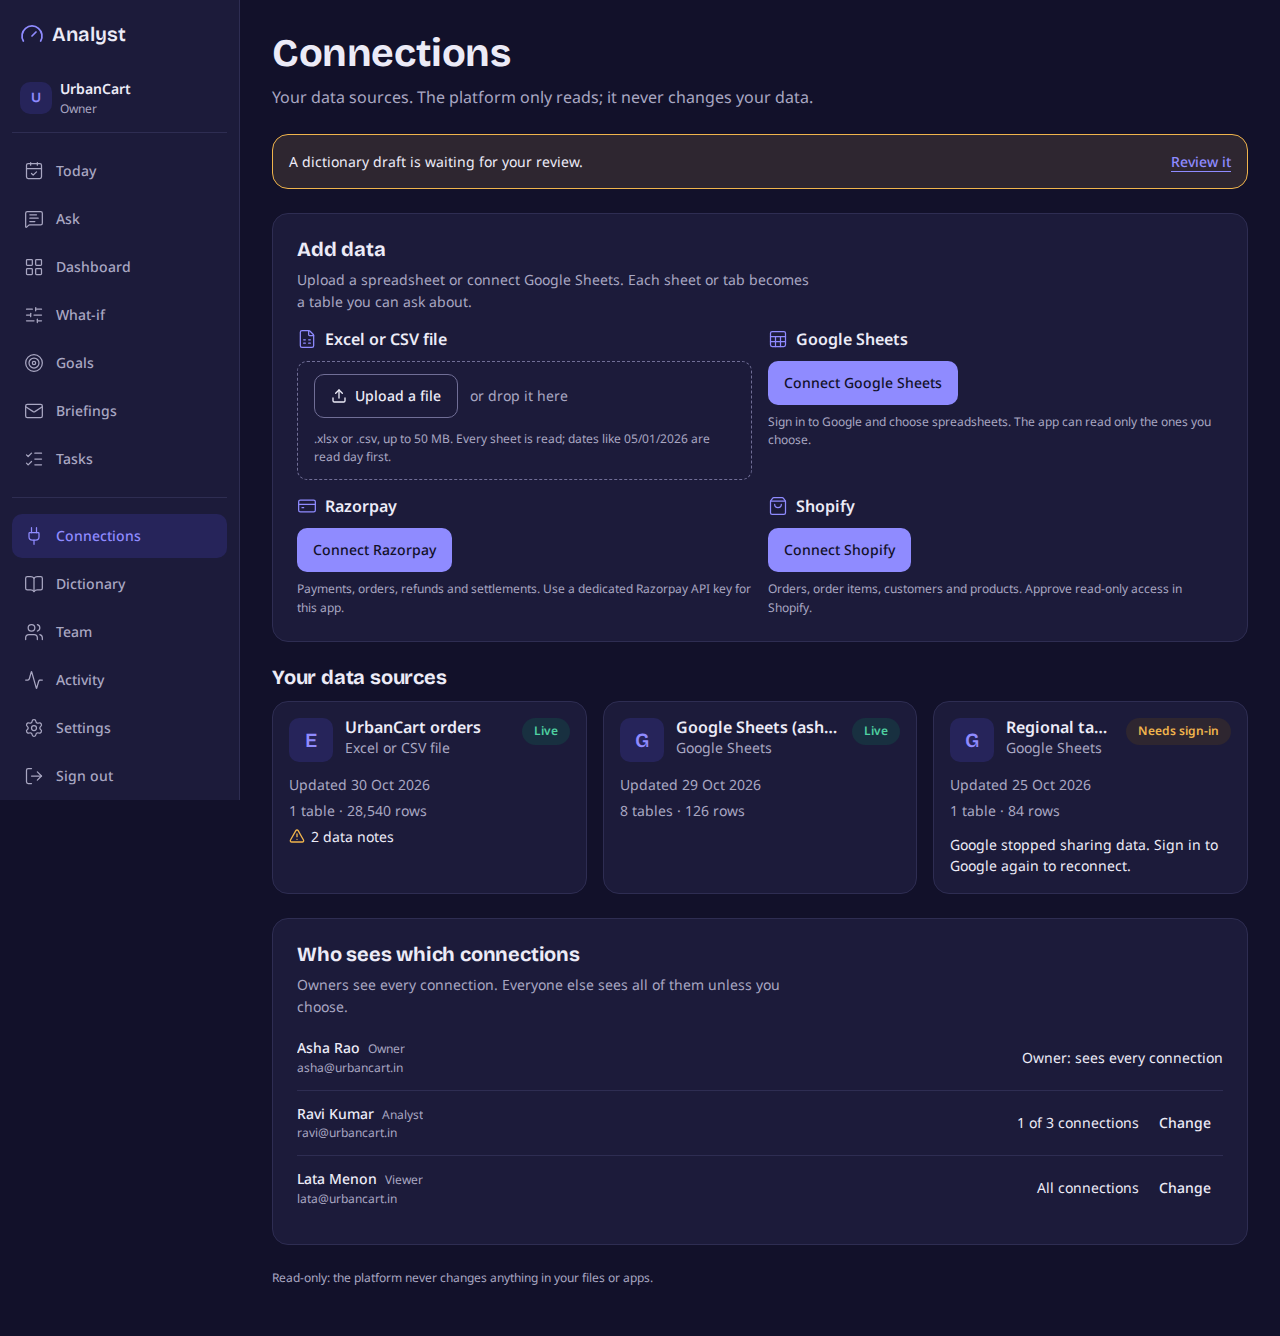 Analyst
U
UrbanCart
Owner
Today
Ask
Dashboard
What-if
Goals
Briefings
Tasks
Connections
Dictionary
Team
Activity
Settings
Sign out
Connections
Your data sources. The platform only reads; it never changes your data.
A dictionary draft is waiting for your review.
Review it
Add data
Upload a spreadsheet or connect Google Sheets. Each sheet or tab becomes
a table you can ask about.
Excel or CSV file
Upload a file
or drop it here
.xlsx or .csv, up to 50 MB. Every sheet is read; dates like 05/01/2026 are
read day first.
Google Sheets
Connect Google Sheets
Sign in to Google and choose spreadsheets. The app can read only the ones you
choose.
Razorpay
Connect Razorpay
Payments, orders, refunds and settlements. Use a dedicated Razorpay API key for
this app.
Shopify
Connect Shopify
Orders, order items, customers and products. Approve read-only access in
Shopify.
Your data sources
E
UrbanCart orders
Excel or CSV file
Live
Updated 30 Oct 2026
1 table · 28,540 rows
2 data notes
G
Google Sheets (ash...
Google Sheets
Live
Updated 29 Oct 2026
8 tables · 126 rows
G
Regional ta...
Google Sheets
Needs sign-in
Updated 25 Oct 2026
1 table · 84 rows
Google stopped sharing data. Sign in to
Google again to reconnect.
Who sees which connections
Owners see every connection. Everyone else sees all of them unless you
choose.
Asha Rao Owner
asha@urbancart.in
Owner: sees every connection
Ravi Kumar Analyst
ravi@urbancart.in
1 of 3 connections
Change
Lata Menon Viewer
lata@urbancart.in
All connections
Change
Read-only: the platform never changes anything in your files or apps.